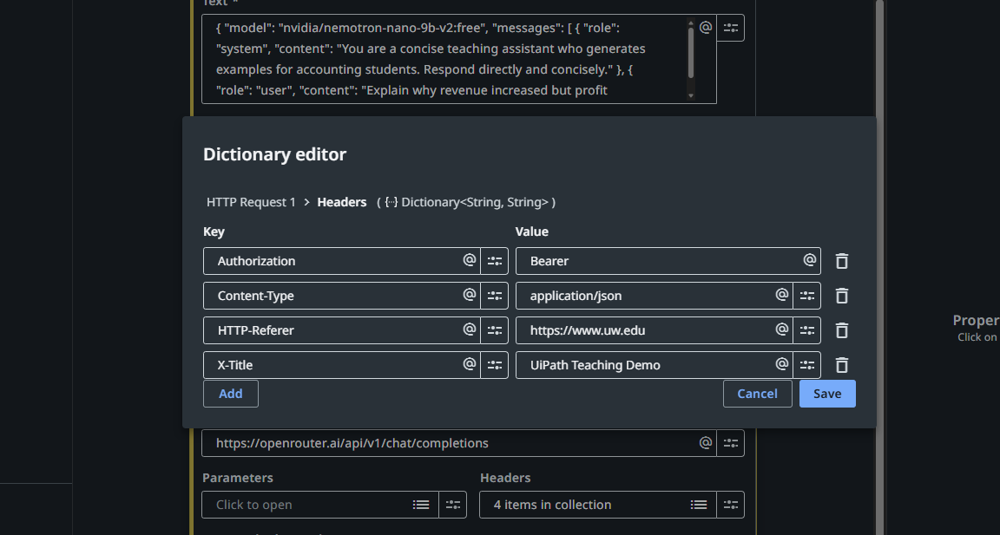 Text *
{ "model": "nvidia/nemotron-nano-9b-v2:free", "messages": [ { "role":
"system", "content": "You are a concise teaching assistant who generates
examples for accounting students. Respond directly and concisely." }, {
"role": "user", "content": "Explain why revenue increased but profit
Dictionary editor
HTTP Request 1 > Headers ( {··} Dictionary<String, String> )
Key Value
Authorization @ Bearer @
Content-Type @ application/json @
HTTP-Referer @ https://www.uw.edu @
X-Title @ UiPath Teaching Demo @
Add Cancel Save
Proper
Click on
https://openrouter.ai/api/v1/chat/completions @
Parameters Headers
Click to open 4 items in collection